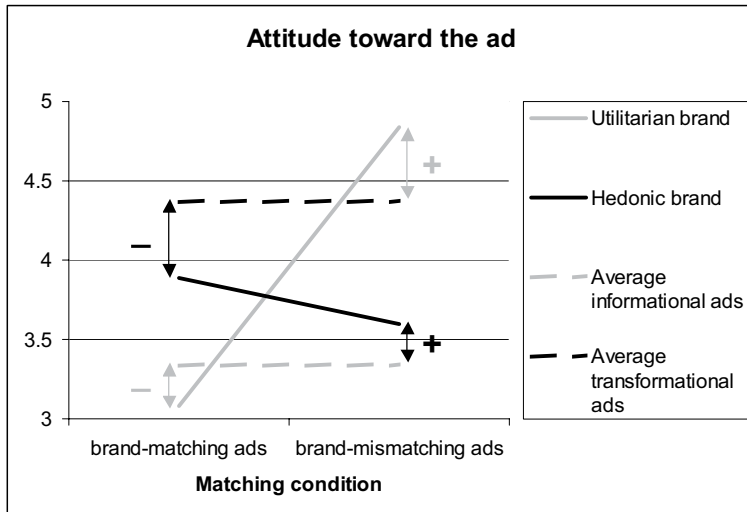 Attitude toward the ad
5
4.5
4
3.5
3
+
−
+
−
brand-matching ads
brand-mismatching ads
Matching condition
Utilitarian brand
Hedonic brand
Average
informational ads
Average
transformational
ads